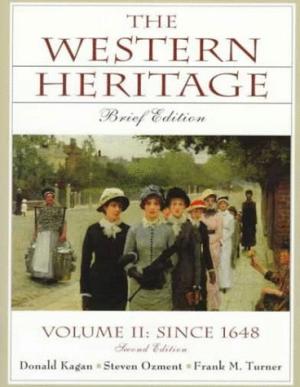 THE
WESTERN
HERITAGE
Brief Edition
VOLUME II: SINCE 1648
Second Edition
Donald Kagan ■ Steven Ozment ■ Frank M. Turner